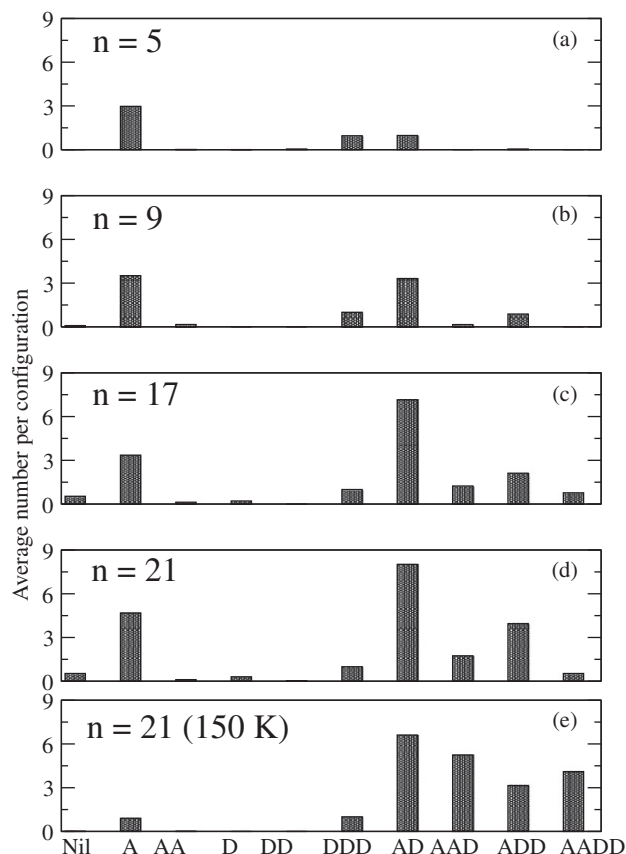 9
6
3
0
n = 5
(a)
9
6
3
0
n = 9
(b)
9
6
3
0
n = 17
(c)
9
6
3
0
n = 21
(d)
9
6
3
0
n = 21 (150 K)
(e)
Average number per configuration
Nil A AA D DD DDD AD AAD ADD AADD